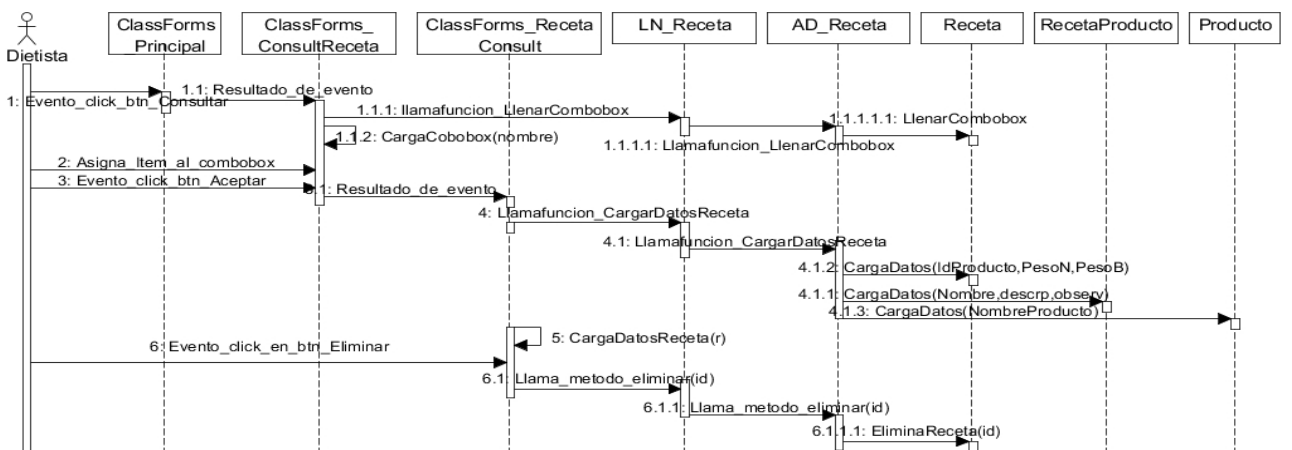 Dietista
ClassForms
_Principal
ClassForms_
ConsultReceta
ClassForms_Receta
Consult
LN_Receta
AD_Receta
Receta
RecetaProducto
Producto
1: Evento_click_btn_Consultar
1.1: Resultado_de_evento
1.1.1: llamafuncion_LlenarCombobox
1.1.2: CargaCobobox(nombre)
1.1.1.1: Llamafuncion_LlenarCombobox
1.1.1.1.1: LlenarCombobox
2: Asigna_Item_al_combobox
3: Evento_click_btn_Aceptar
3.1: Resultado_de_evento
4: Llamafuncion_CargarDatosReceta
4.1: Llamafuncion_CargarDatosReceta
4.1.2: CargaDatos(IdProducto,PesoN,PesoB)
4.1.1: CargaDatos(Nombre,descrp,observ)
4.1.3: CargaDatos(NombreProducto)
5: CargaDatosReceta(r)
6: Evento_click_en_btn_Eliminar
6.1: Llama_metodo_eliminar(id)
6.1.1: Llama_metodo_eliminar(id)
6.1.1.1: EliminaReceta(id)